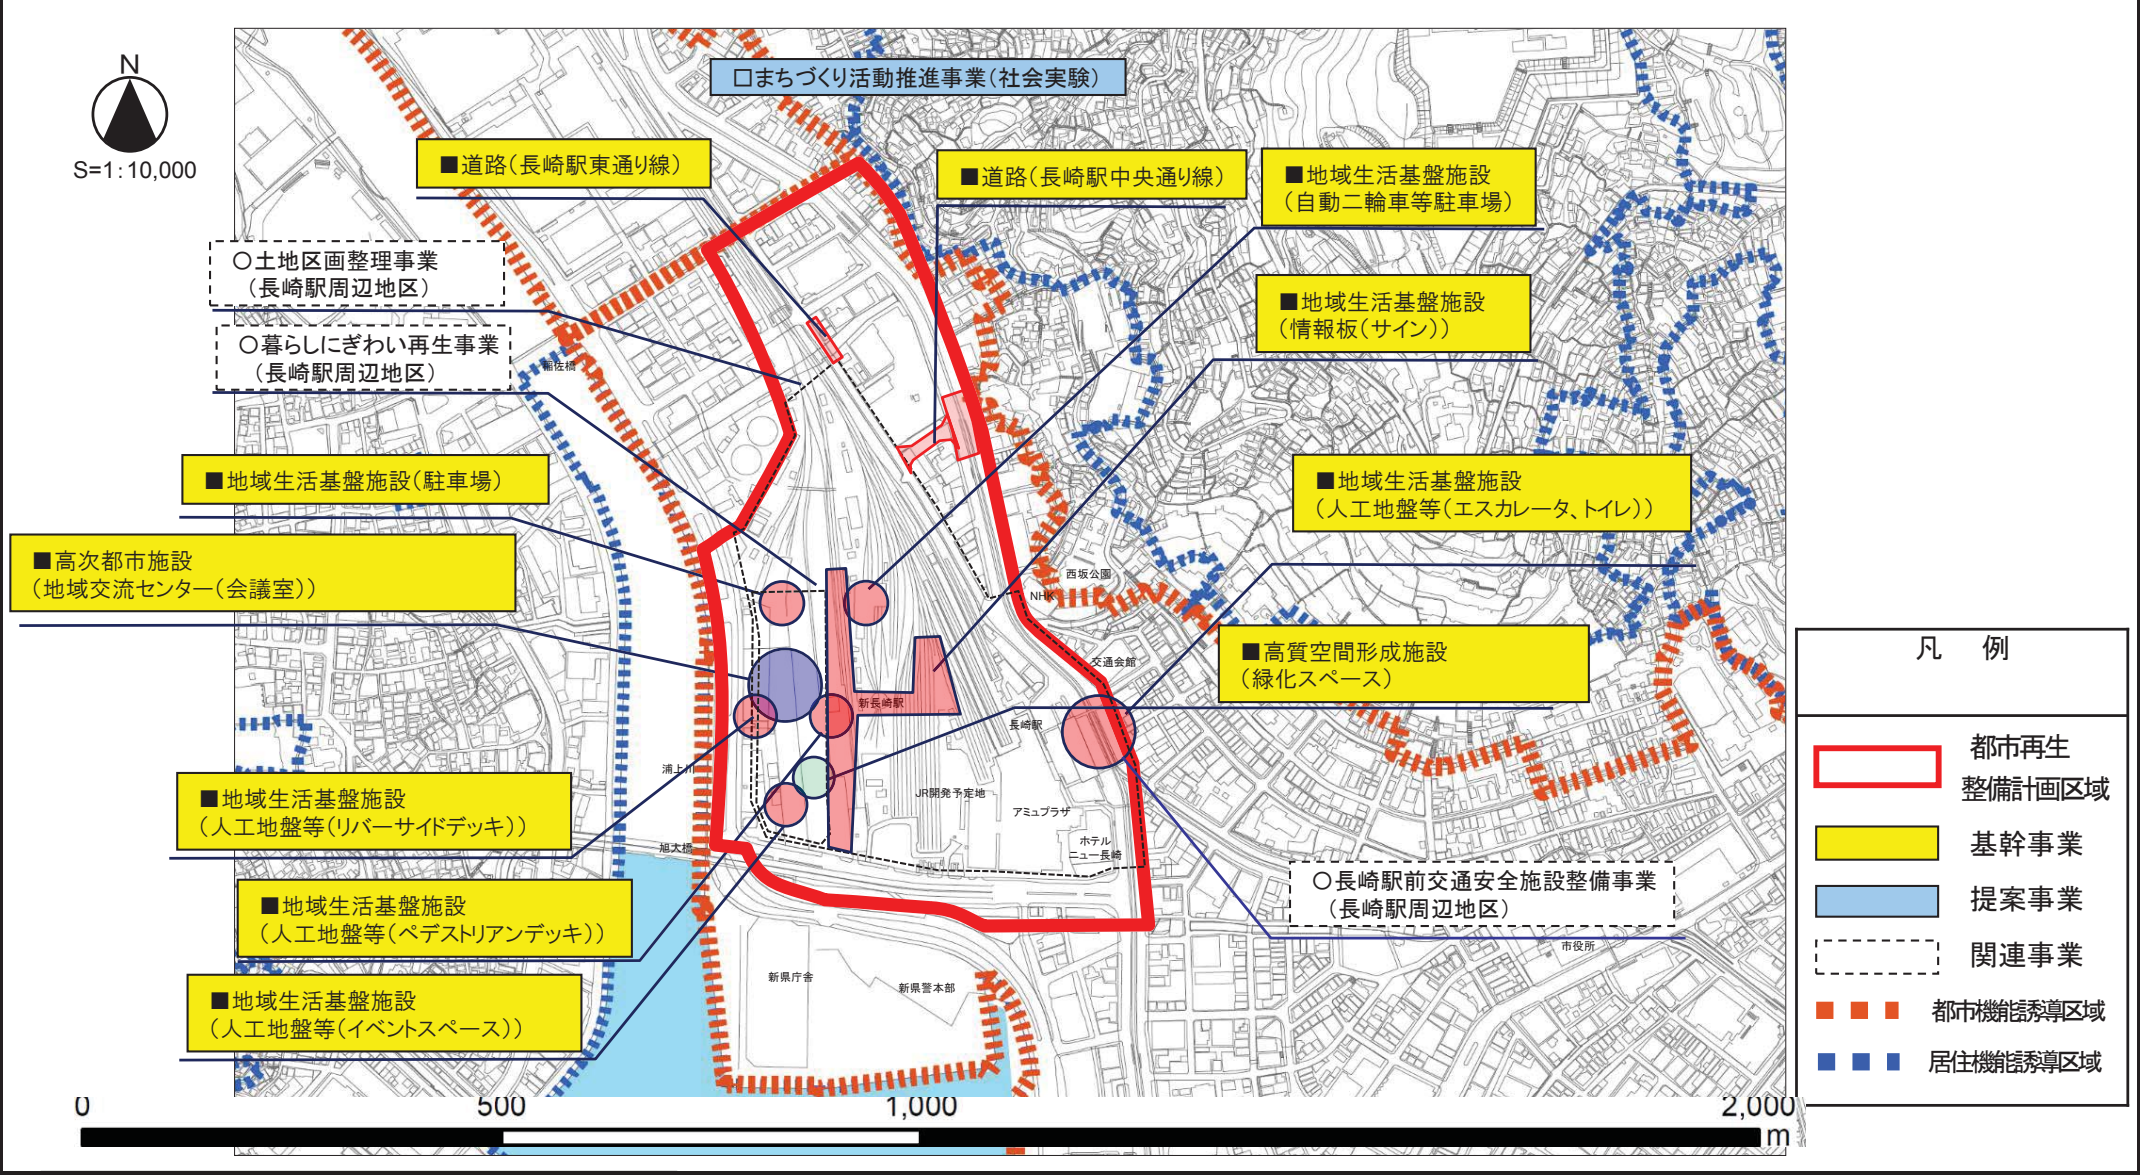 N
S=1:10,000
□まちづくり活動推進事業(社会実験)
■道路(長崎駅東通り線)
■道路(長崎駅中央通り線)
■地域生活基盤施設
(自動二輪車等駐車場)
○土地区画整理事業
(長崎駅周辺地区)
■地域生活基盤施設
(情報板(サイン))
○暮らしにぎわい再生事業
(長崎駅周辺地区)
稲佐橋
■地域生活基盤施設(駐車場)
■地域生活基盤施設
(人工地盤等(エスカレータ、トイレ))
■高次都市施設
(地域交流センター(会議室))
西坂公園
NHK
■高質空間形成施設
(緑化スペース)
交通会館
新長崎駅
長崎駅
浦上川
JR開発予定地
アミュプラザ
ホテル
ニュー長崎
旭大橋
■地域生活基盤施設
(人工地盤等(リバーサイドデッキ))
○長崎駅前交通安全施設整備事業
(長崎駅周辺地区)
■地域生活基盤施設
(人工地盤等(ペデストリアンデッキ))
市役所
新県庁舎
新県警本部
■地域生活基盤施設
(人工地盤等(イベントスペース))
凡 例
都市再生
整備計画区域
基幹事業
提案事業
関連事業
都市機能誘導区域
居住機能誘導区域
0 500 1,000 2,000
m